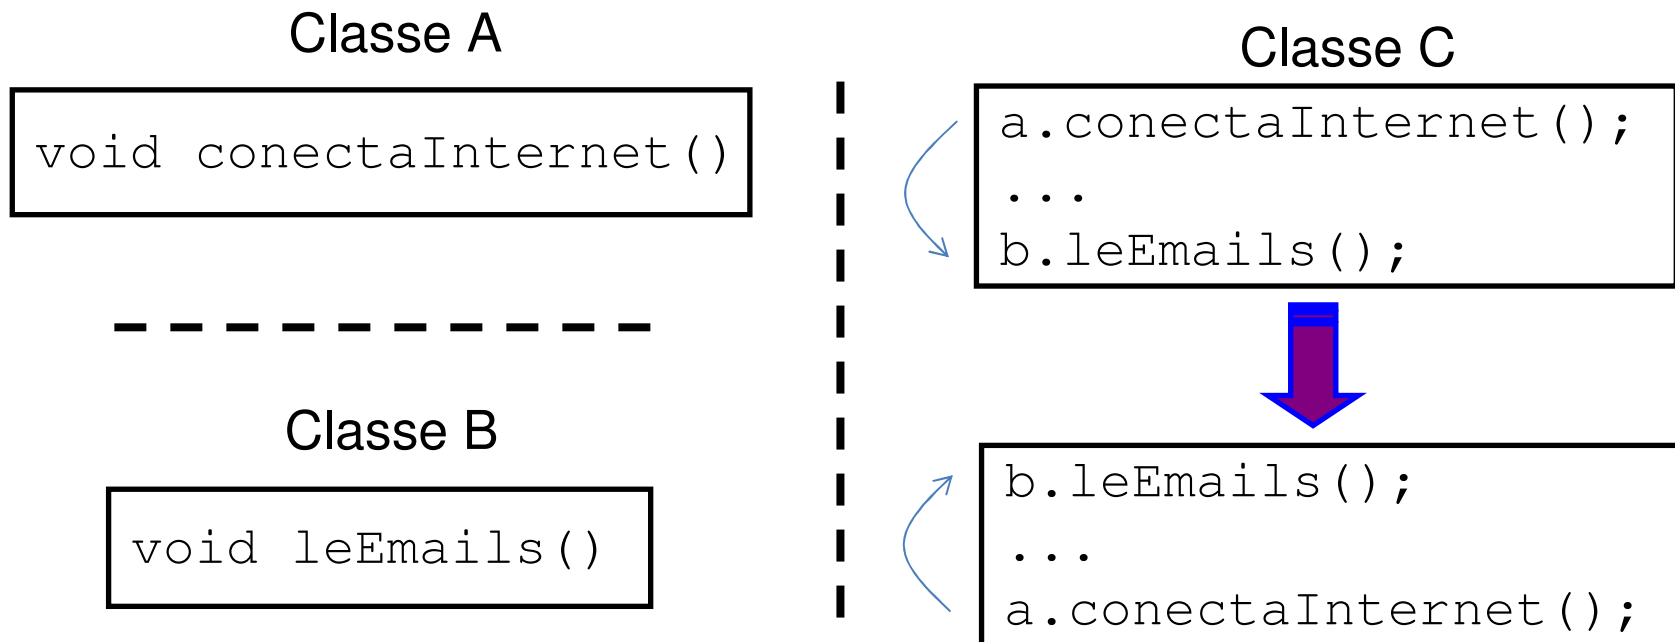 Classe A
void conectaInternet()
Classe B
void leEmails()
Classe C
a.conectaInternet();
...
b.leEmails();
b.leEmails();
...
a.conectaInternet();